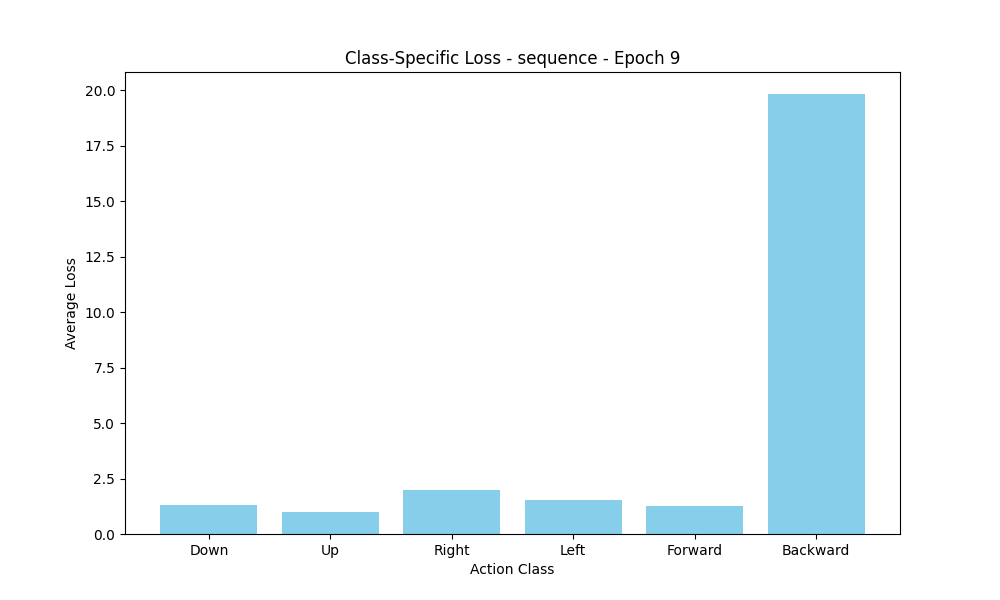 Class-Specific Loss - sequence - Epoch 9
20.0
17.5
15.0
12.5
10.0
7.5
5.0
2.5
0.0
Average Loss
Down Up Right Left Forward Backward
Action Class